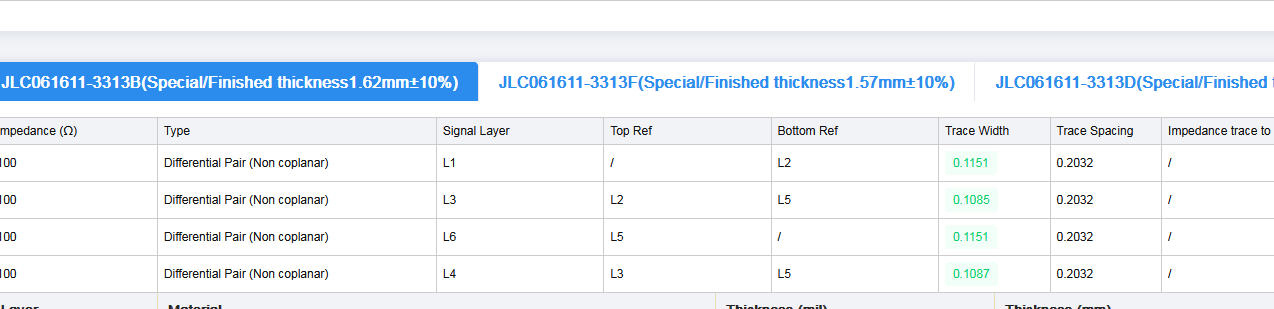 JLC061611-3313B(Special/Finished thickness1.62mm±10%) JLC061611-3313F(Special/Finished thickness1.57mm±10%) JLC061611-3313D(Special/Finished
mpedance (Ω) Type Signal Layer Top Ref Bottom Ref Trace Width Trace Spacing Impedance trace to
100 Differential Pair (Non coplanar) L1 / L2 0.1151 0.2032 /
100 Differential Pair (Non coplanar) L3 L2 L5 0.1085 0.2032 /
100 Differential Pair (Non coplanar) L6 L5 / 0.1151 0.2032 /
100 Differential Pair (Non coplanar) L4 L3 L5 0.1087 0.2032 /
Layer Material Thickness (mil) Thickness (mm)